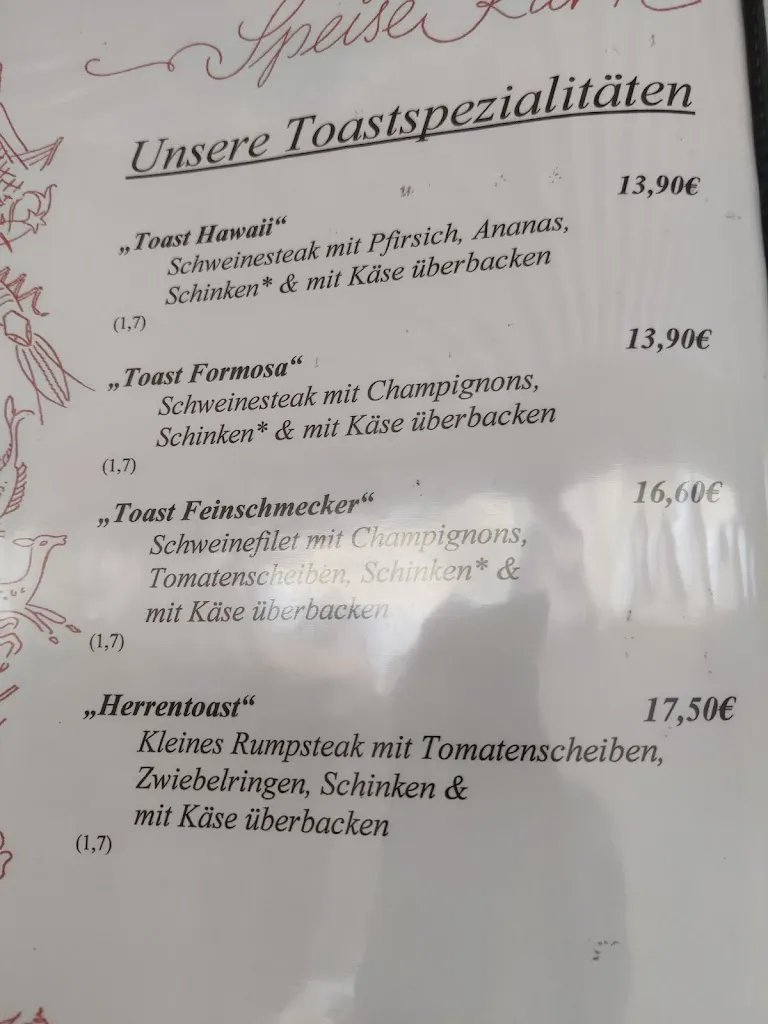 Speise Karte
Unsere Toastspezialitäten
13,90€
„Toast Hawaii“
Schweinesteak mit Pfirsich, Ananas,
Schinken* & mit Käse überbacken
(1,7)
13,90€
„Toast Formosa“
Schweinesteak mit Champignons,
Schinken* & mit Käse überbacken
(1,7)
„Toast Feinschmecker“ 16,60€
Schweinefilet mit Champignons,
Tomatenscheiben, Schinken* &
mit Käse überbacken
(1,7)
„Herrentoast“ 17,50€
Kleines Rumpsteak mit Tomatenscheiben,
Zwiebelringen, Schinken &
mit Käse überbacken
(1,7)